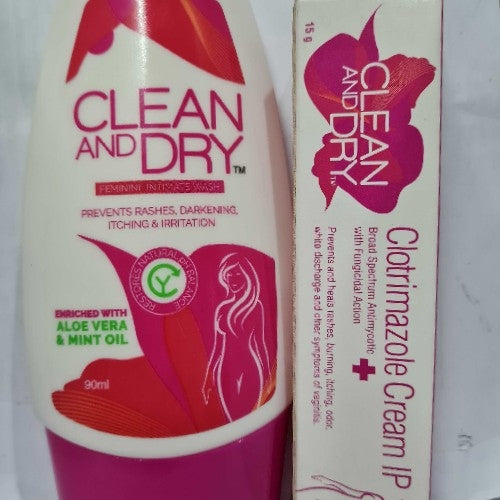 CLEAN
AND DRY™
FEMININE INTIMATE WASH
PREVENTS RASHES, DARKENING,
ITCHING & IRRITATION
RESTORES NATURAL pH BALANCE
ENRICHED WITH
ALOE VERA
& MINT OIL
90ml
15 g
CLEAN
AND DRY™
Clotrimazole Cream IP
Broad Spectrum Antimycotic
with Fungicidal Action
Prevents and heals rashes, burning, itching, odor,
white discharge and other symptoms of vaginitis.